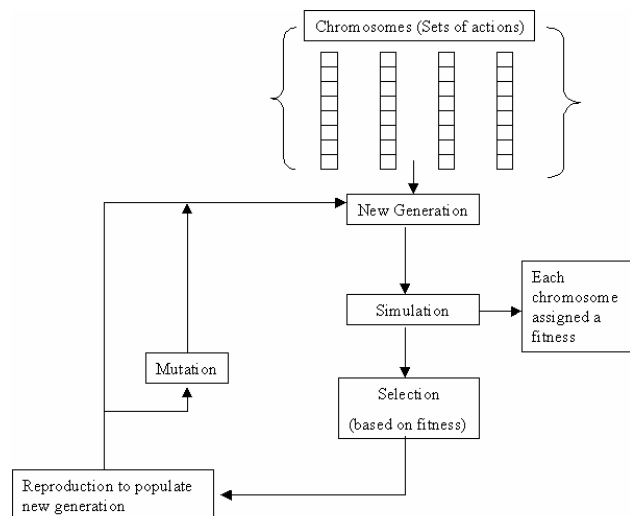 Chromosomes (Sets of actions)
New Generation
Each
chromosome
assigned a
fitness
Simulation
Mutation
Selection
(based on fitness)
Reproduction to populate
new generation